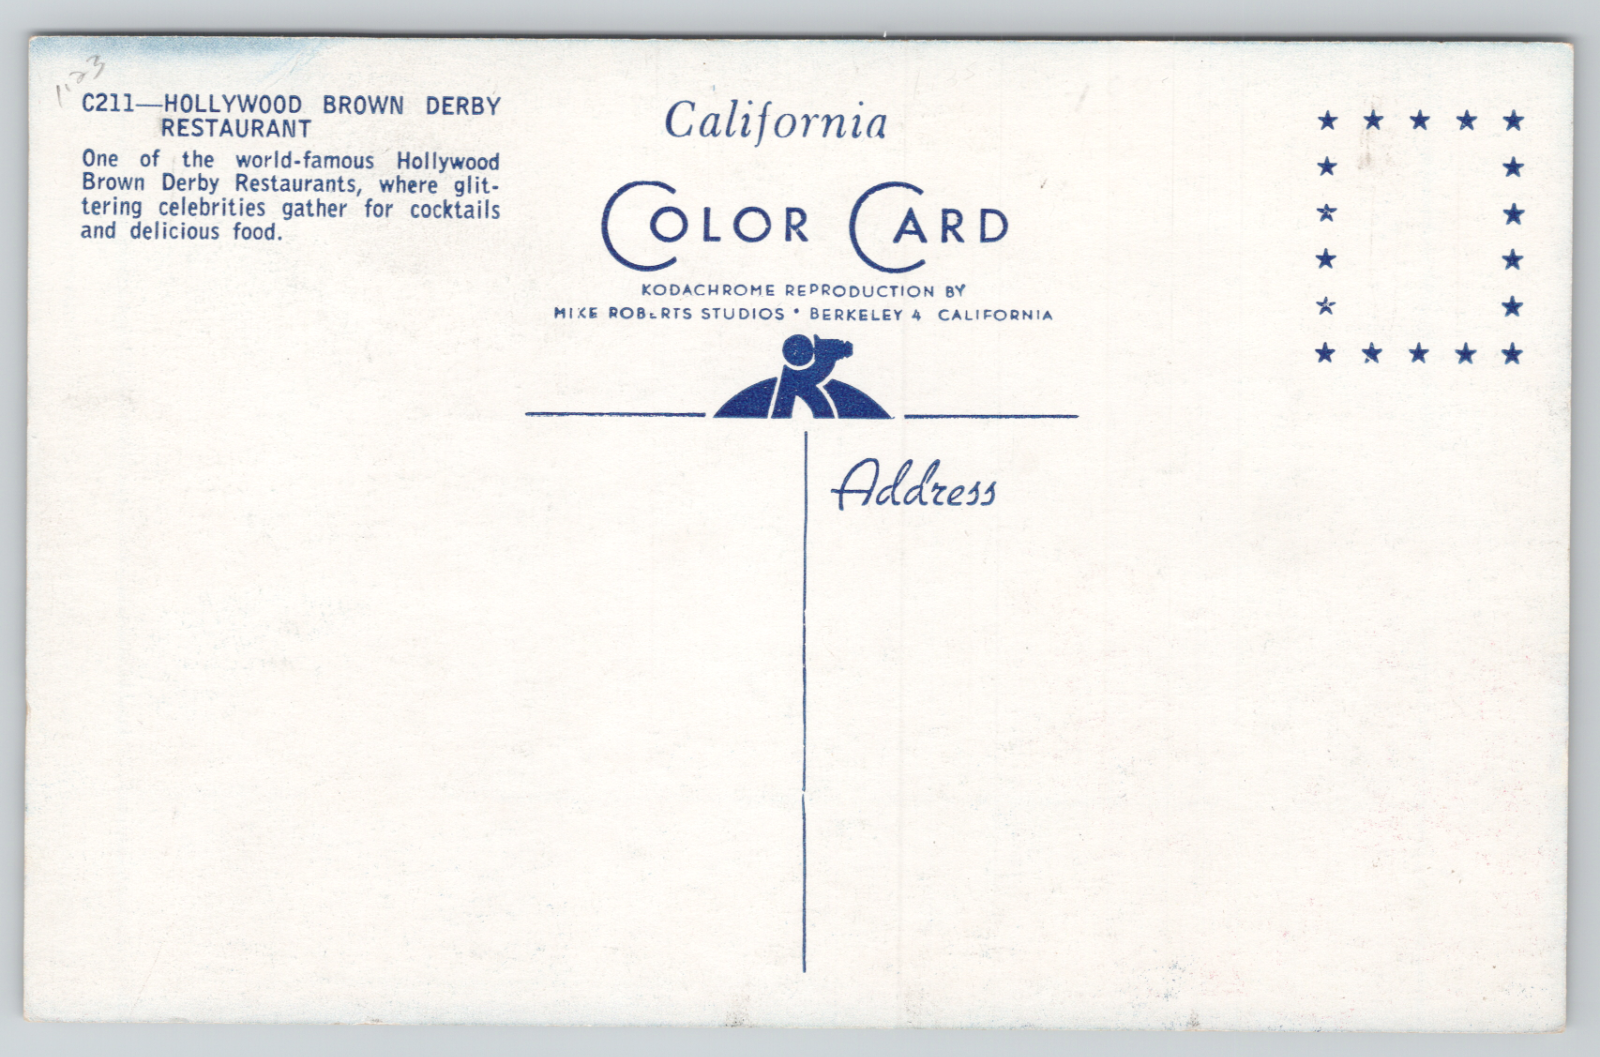 C211—HOLLYWOOD BROWN DERBY
RESTAURANT
One of the world-famous Hollywood
Brown Derby Restaurants, where glit-
tering celebrities gather for cocktails
and delicious food.
California
COLOR CARD
KODACHROME REPRODUCTION BY
MIKE ROBERTS STUDIOS • BERKELEY 4 CALIFORNIA
Address